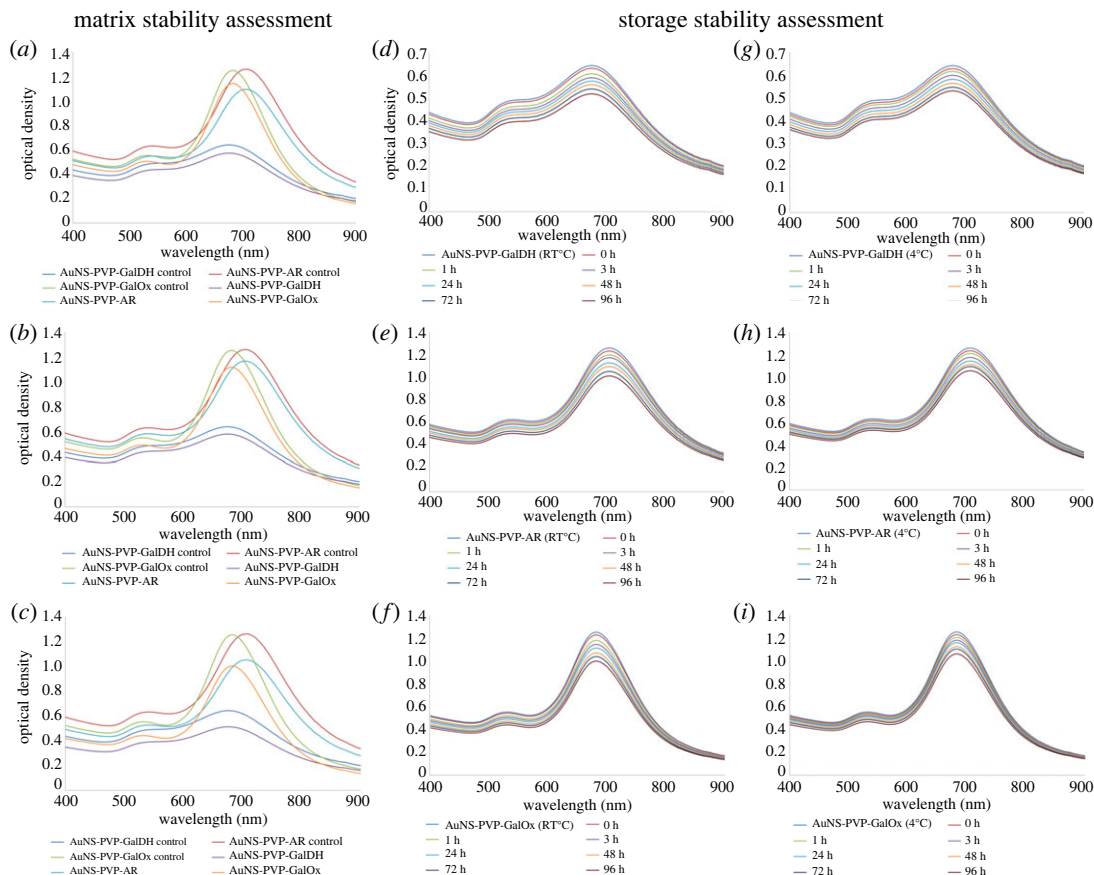 matrix stability assessment
storage stability assessment
(a)
1.4
1.2
1.0
0.8
0.6
0.4
0.2
0
optical density
400 500 600 700 800 900
wavelength (nm)
AuNS-PVP-GalDH control AuNS-PVP-AR control
AuNS-PVP-GalOx control AuNS-PVP-GalDH
AuNS-PVP-AR AuNS-PVP-GalOx
(d)
0.7
0.6
0.5
0.4
0.3
0.2
0.1
0
optical density
400 500 600 700 800 900
wavelength (nm)
AuNS-PVP-GalDH (RT°C) 0 h
1 h 3 h
24 h 48 h
72 h 96 h
(g)
0.7
0.6
0.5
0.4
0.3
0.2
0.1
0
400 500 600 700 800 900
wavelength (nm)
AuNS-PVP-GalDH (4°C) 0 h
1 h 3 h
24 h 48 h
72 h 96 h
(b)
1.4
1.2
1.0
0.8
0.6
0.4
0.2
0
optical density
400 500 600 700 800 900
wavelength (nm)
AuNS-PVP-GalDH control AuNS-PVP-AR control
AuNS-PVP-GalOx control AuNS-PVP-GalDH
AuNS-PVP-AR AuNS-PVP-GalOx
(e)
1.4
1.2
1.0
0.8
0.6
0.4
0.2
0
400 500 600 700 800 900
wavelength (nm)
AuNS-PVP-AR (RT°C) 0 h
1 h 3 h
24 h 48 h
72 h 96 h
(h)
1.4
1.2
1.0
0.8
0.6
0.4
0.2
0
400 500 600 700 800 900
wavelength (nm)
AuNS-PVP-AR (4°C) 0 h
1 h 3 h
24 h 48 h
72 h 96 h
(c)
1.4
1.2
1.0
0.8
0.6
0.4
0.2
0
optical density
400 500 600 700 800 900
wavelength (nm)
AuNS-PVP-GalDH control AuNS-PVP-AR control
AuNS-PVP-GalOx control AuNS-PVP-GalDH
AuNS-PVP-AR AuNS-PVP-GalOx
(f)
1.4
1.2
1.0
0.8
0.6
0.4
0.2
0
400 500 600 700 800 900
wavelength (nm)
AuNS-PVP-GalOx (RT°C) 0 h
1 h 3 h
24 h 48 h
72 h 96 h
(i)
1.4
1.2
1.0
0.8
0.6
0.4
0.2
0
400 500 600 700 800 900
wavelength (nm)
AuNS-PVP-GalOx (4°C) 0 h
1 h 3 h
24 h 48 h
72 h 96 h